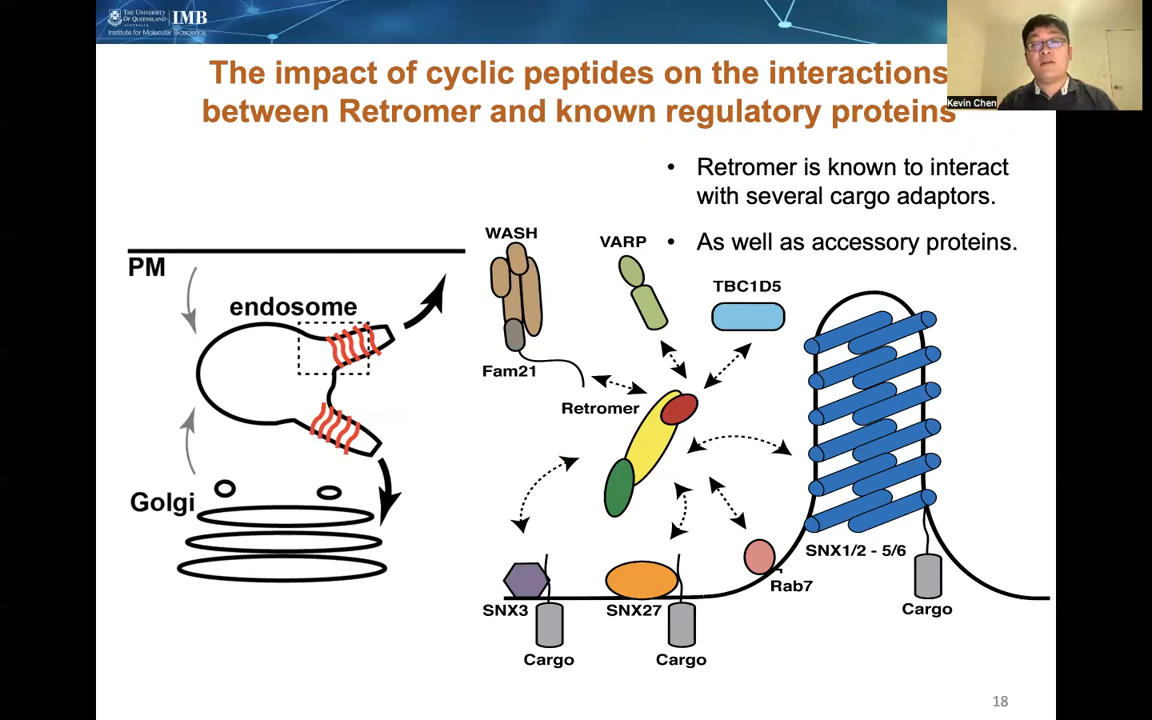 THE UNIVERSITY
OF QUEENSLAND
AUSTRALIA
IMB
Institute for Molecular Bioscience
Kevin Chen
The impact of cyclic peptides on the interactions
between Retromer and known regulatory proteins
• Retromer is known to interact
with several cargo adaptors.
• As well as accessory proteins.
PM
endosome
Golgi
WASH
VARP
TBC1D5
Fam21
Retromer
SNX1/2 - 5/6
Rab7
SNX3
SNX27
Cargo
Cargo
Cargo
18